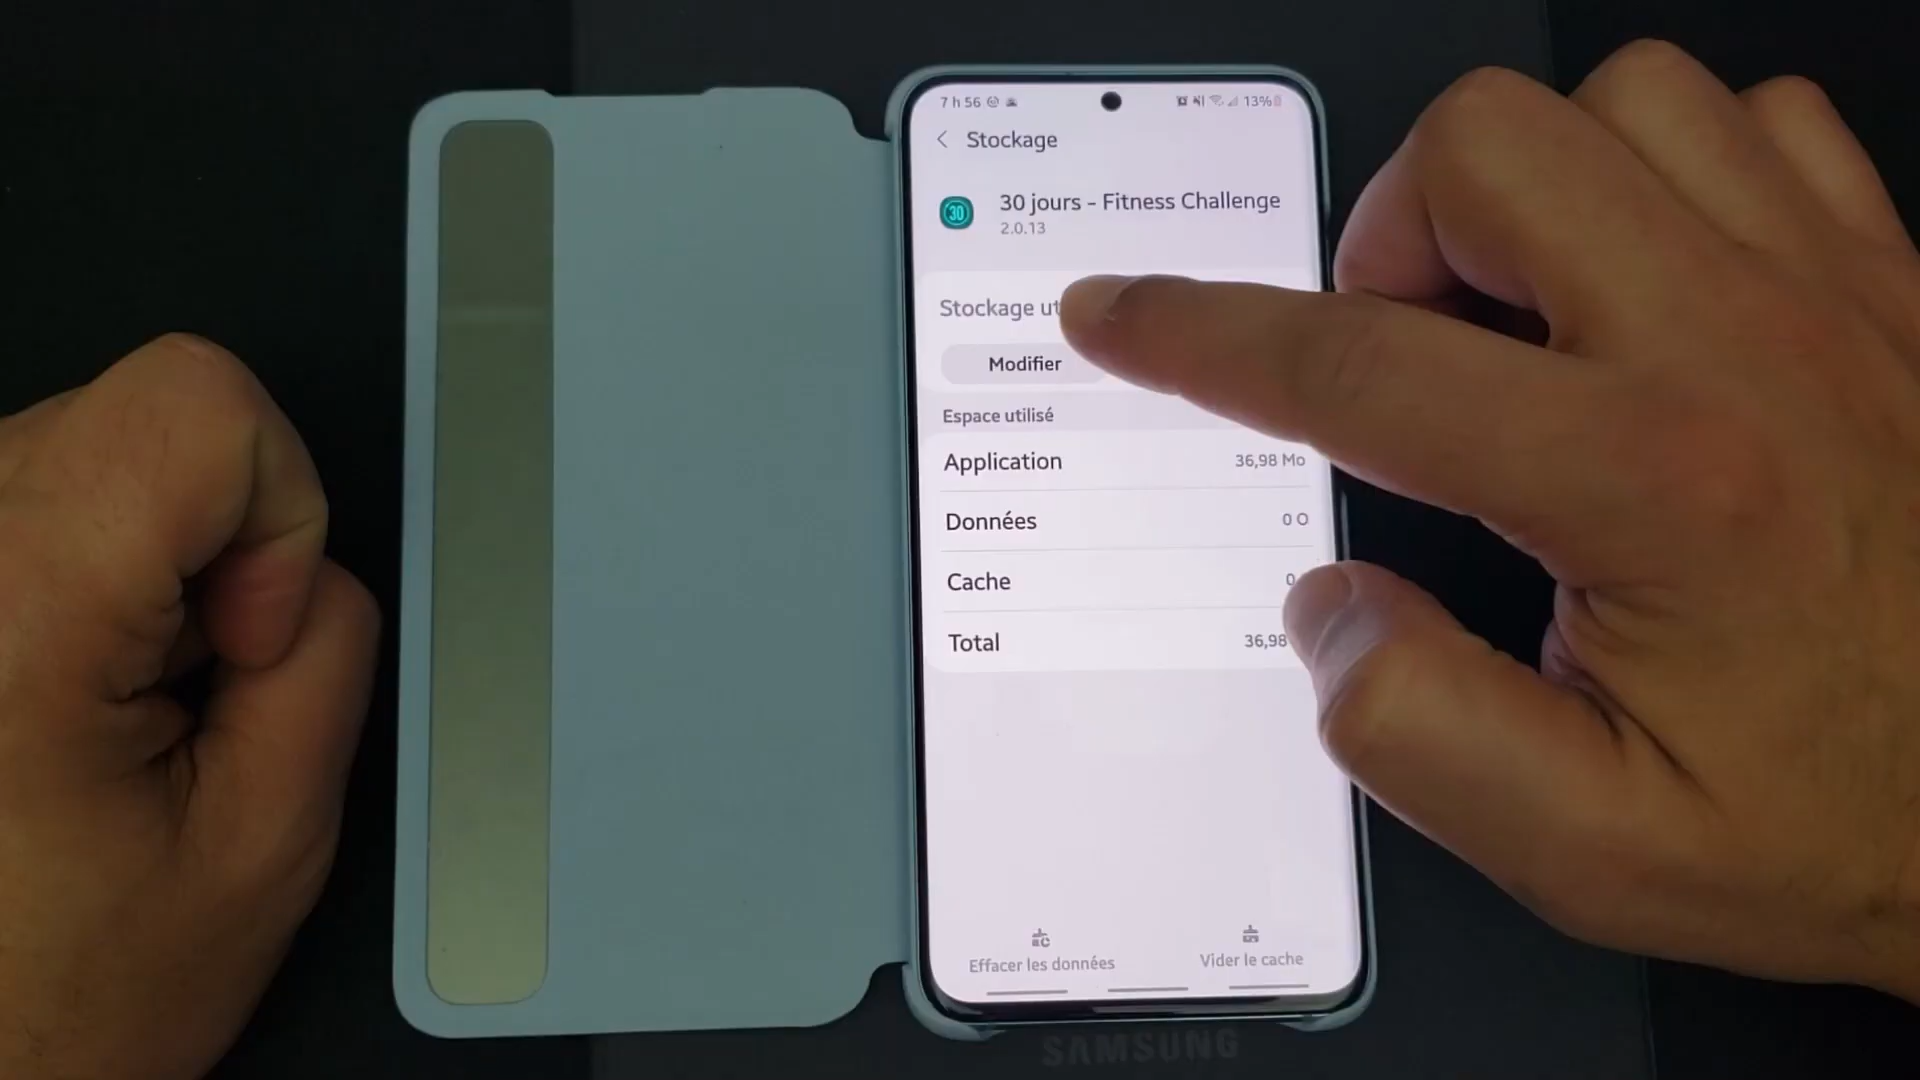 7 h 56
13%
Stockage
30
30 jours - Fitness Challenge
2.0.13
Stockage
Modifier
Espace utilisé
Application 36,98 Mo
Données 0 O
Cache 0
Total 36,98
Effacer les données
Vider le cache
SAMSUNG